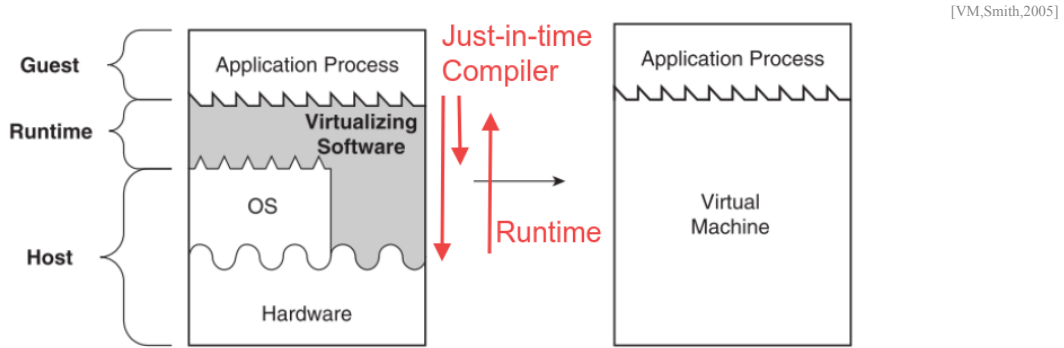 [VM,Smith,2005]
Guest
Runtime
Host
Application Process
Virtualizing
Software
OS
Hardware
Just-in-time
Compiler
Runtime
Application Process
Virtual
Machine